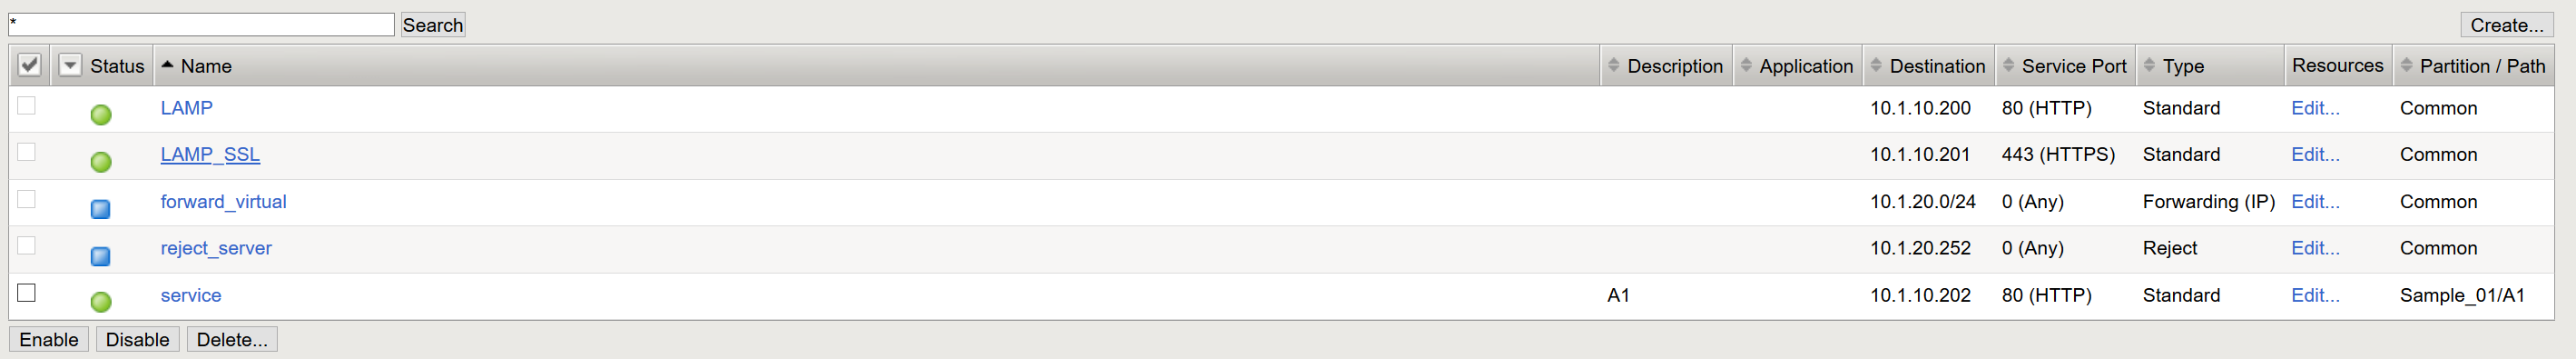 * Search Create...
Status Name Description Application Destination Service Port Type Resources Partition / Path
LAMP 10.1.10.200 80 (HTTP) Standard Edit... Common
LAMP_SSL 10.1.10.201 443 (HTTPS) Standard Edit... Common
forward_virtual 10.1.20.0/24 0 (Any) Forwarding (IP) Edit... Common
reject_server 10.1.20.252 0 (Any) Reject Edit... Common
service A1 10.1.10.202 80 (HTTP) Standard Edit... Sample_01/A1
Enable Disable Delete...